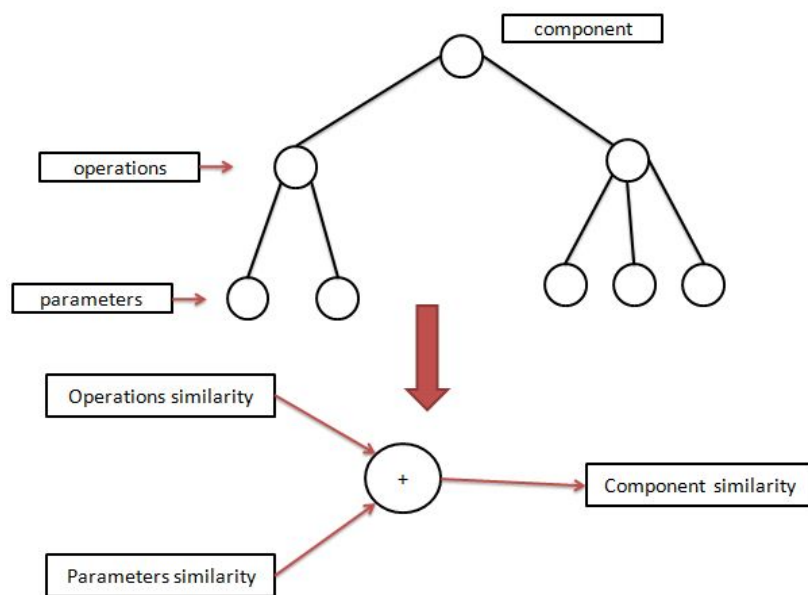 component
operations
parameters
Operations similarity
+
Component similarity
Parameters similarity